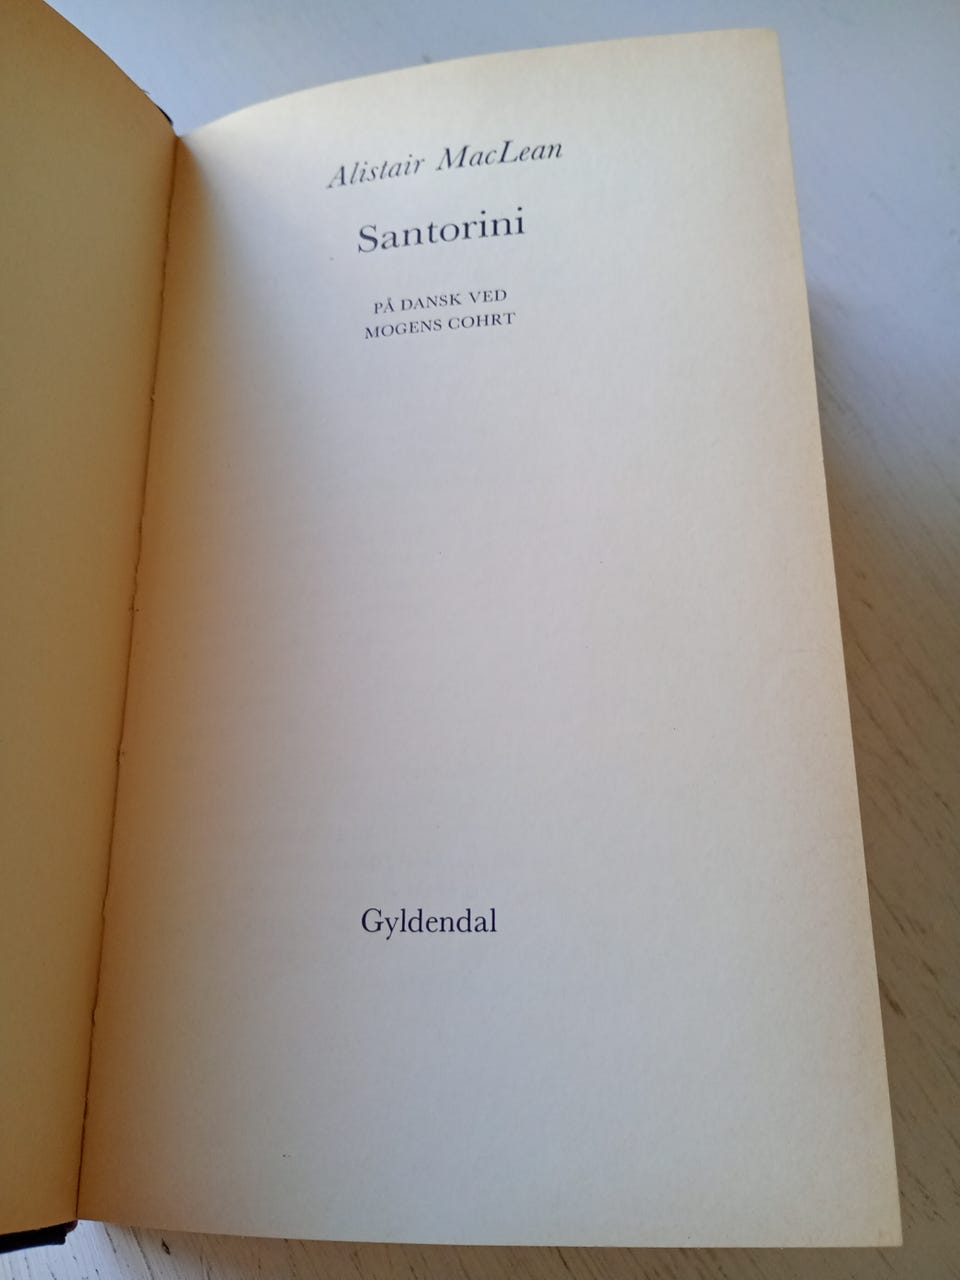 Alistair MacLean
Santorini
PÅ DANSK VED
MOGENS COHRT
Gyldendal